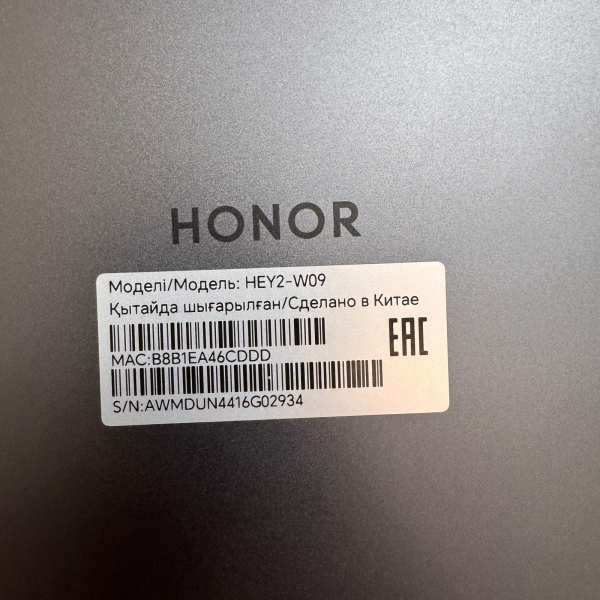 HONOR
Моделі/Модель: HEY2-W09
Қытайда шығарылған/Сделано в Китае
EAC
MAC:B8B1EA46CDDD
S/N:AWMDUN4416G02934